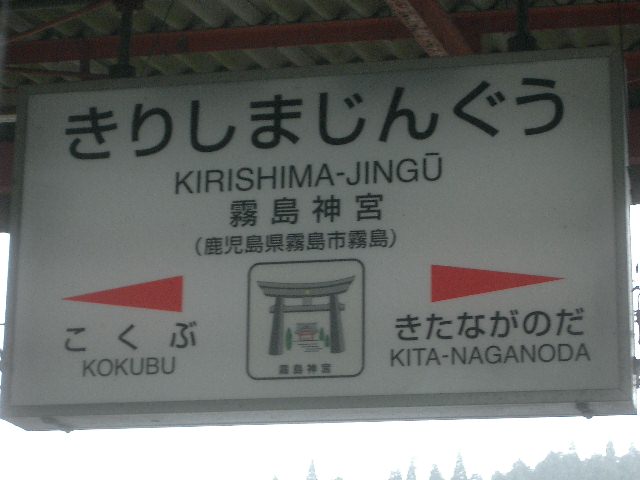 きりしまじんぐう
KIRISHIMA-JINGŪ
霧島神宮
(鹿児島県霧島市霧島)
こくぶ
KOKUBU
霧島神宮
きたながのだ
KITA-NAGANODA